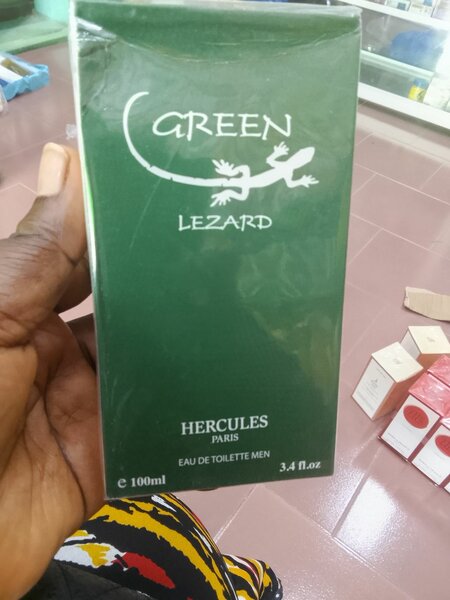 GREEN
LEZARD
HERCULES
PARIS
EAU DE TOILETTE MEN
℮ 100ml
3.4 fl.oz